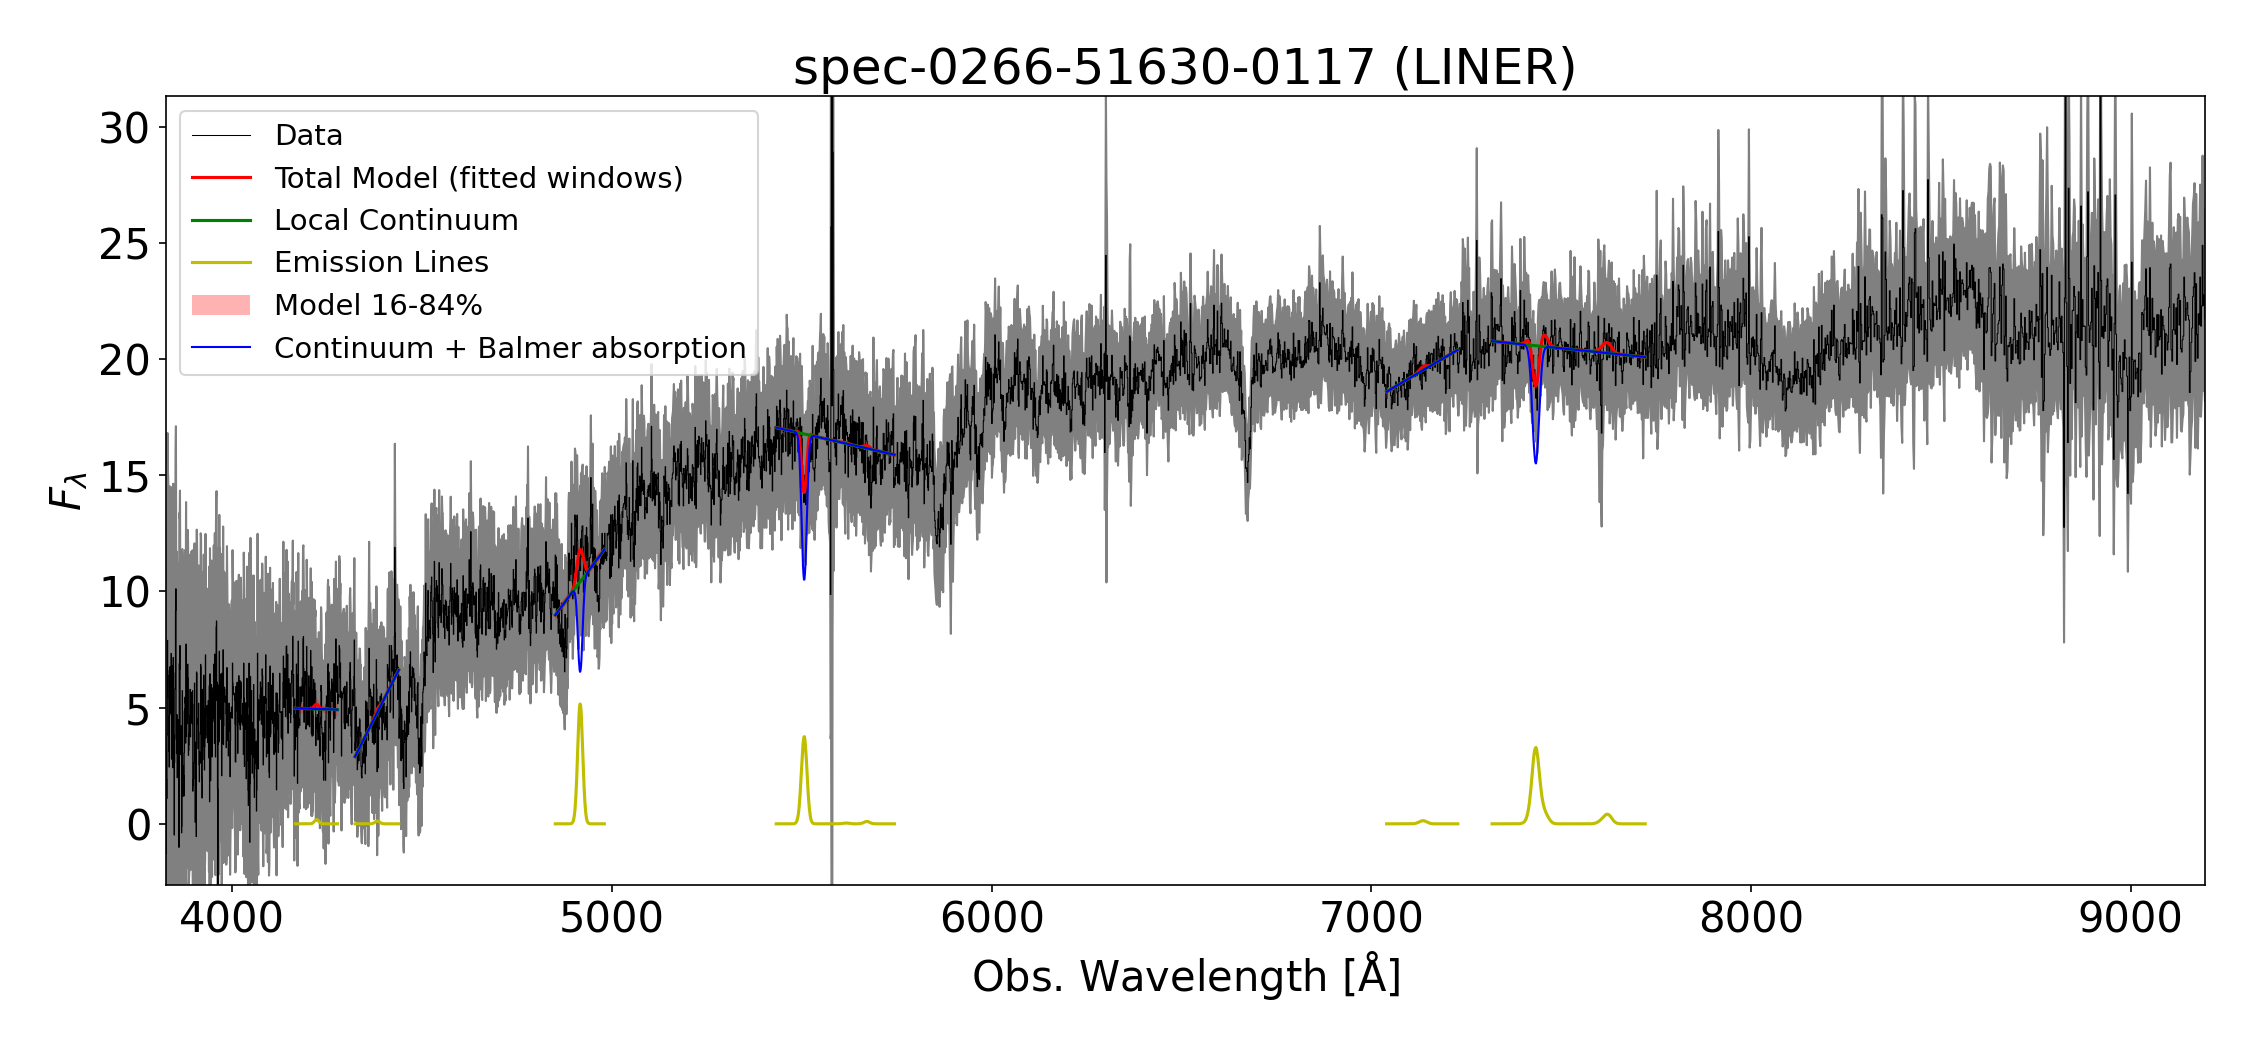 spec-0266-51630-0117 (LINER)
Data
Total Model (fitted windows)
Local Continuum
Emission Lines
Model 16-84%
Continuum + Balmer absorption
30
25
20
15
10
5
0
F_λ
4000 5000 6000 7000 8000 9000
Obs. Wavelength [Å]